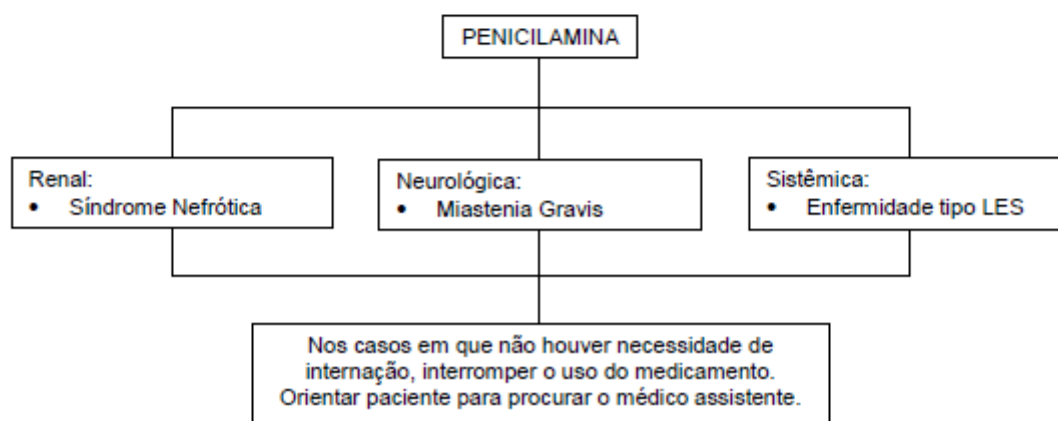 PENICILAMINA
Renal:
• Síndrome Nefrótica
Neurológica:
• Miastenia Gravis
Sistêmica:
• Enfermidade tipo LES
Nos casos em que não houver necessidade de
internação, interromper o uso do medicamento.
Orientar paciente para procurar o médico assistente.